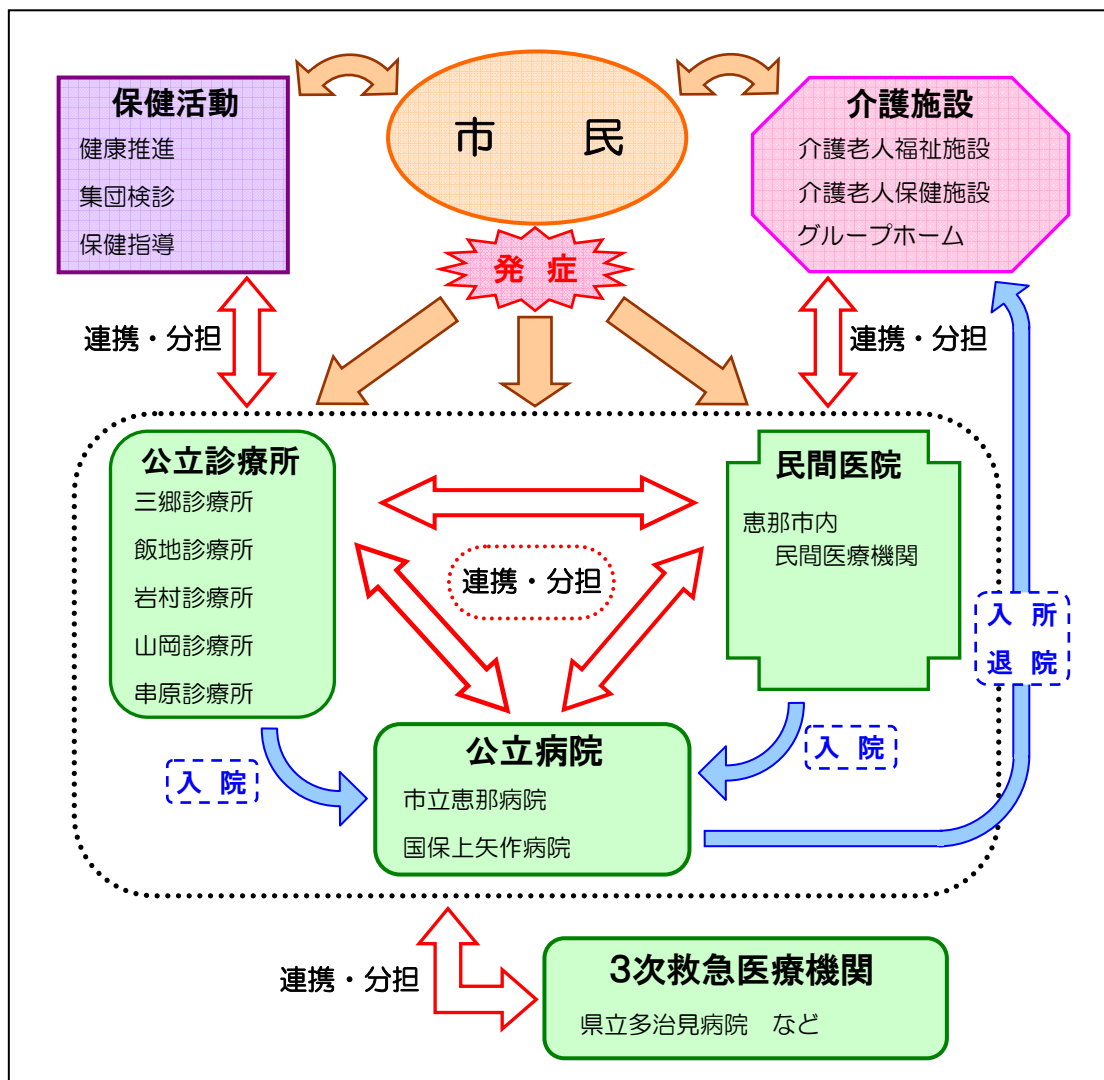 市　　民
保健活動
健康推進
集団検診
保健指導
介護施設
介護老人福祉施設
介護老人保健施設
グループホーム
発 症
連携・分担
連携・分担
公立診療所
三郷診療所
飯地診療所
岩村診療所
山岡診療所
串原診療所
民間医院
恵那市内
民間医療機関
連携・分担
入 所
退 院
入 院
入 院
公立病院
市立恵那病院
国保上矢作病院
連携・分担
3次救急医療機関
県立多治見病院　など